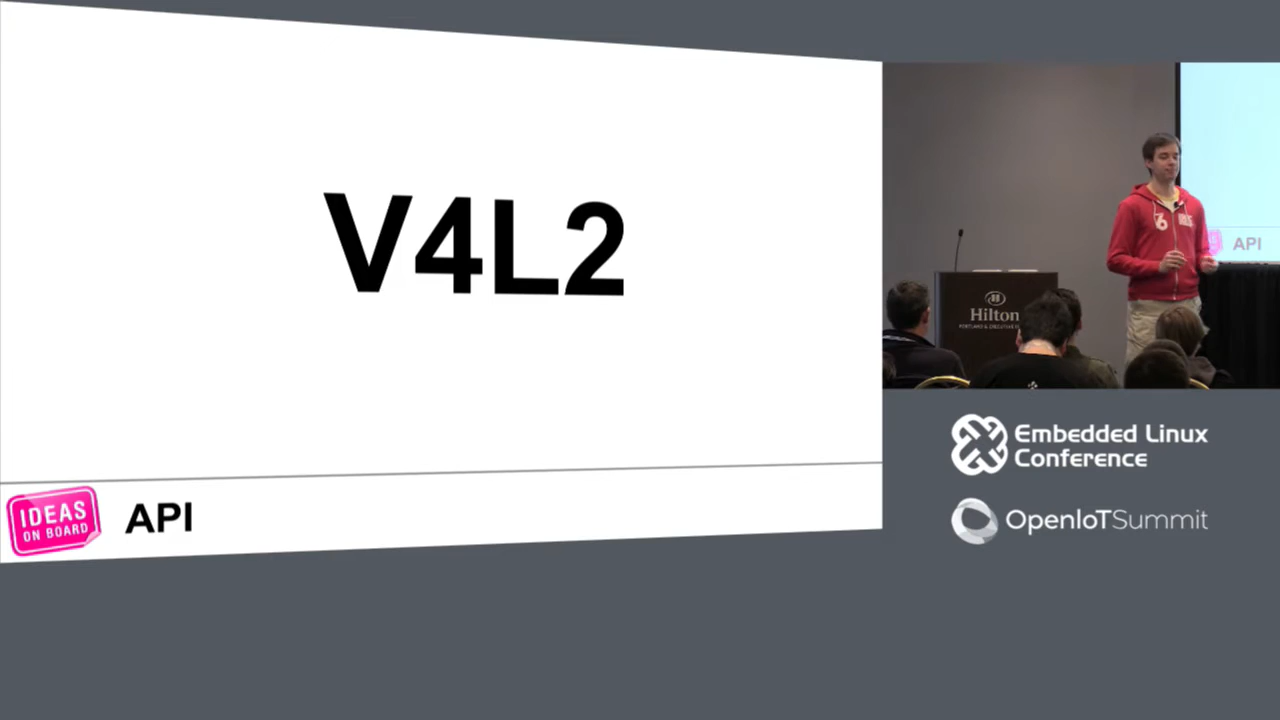 V4L2
IDEAS
ON BOARD
API
API
Hilton
Embedded Linux
Conference
OpenIoTSummit